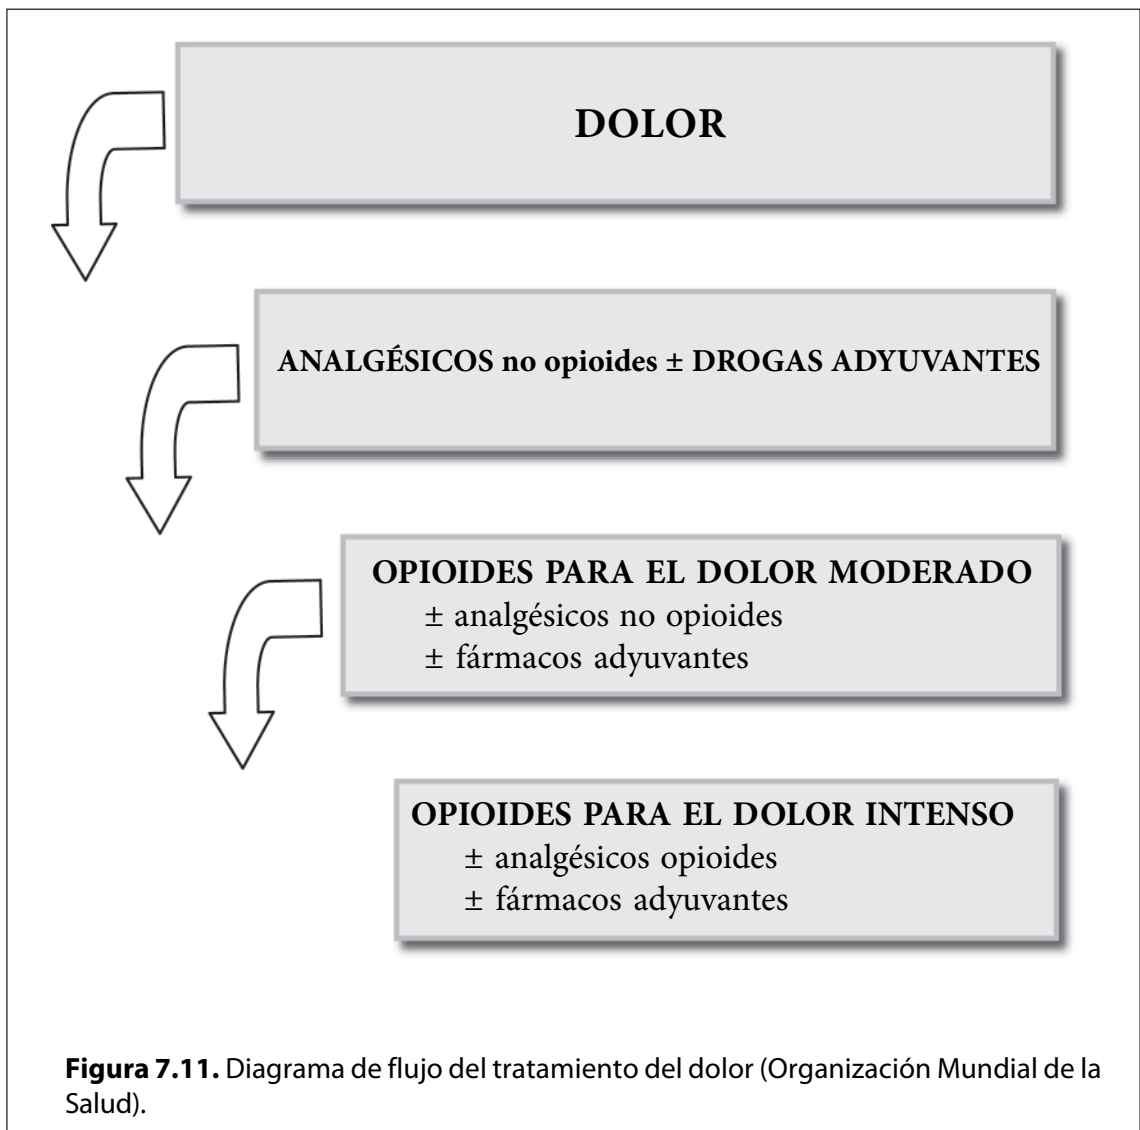 DOLOR
ANALGÉSICOS no opioides ± DROGAS ADYUVANTES
OPIOIDES PARA EL DOLOR MODERADO
± analgésicos no opioides
± fármacos adyuvantes
OPIOIDES PARA EL DOLOR INTENSO
± analgésicos opioides
± fármacos adyuvantes
Figura 7.11. Diagrama de flujo del tratamiento del dolor (Organización Mundial de la
Salud).